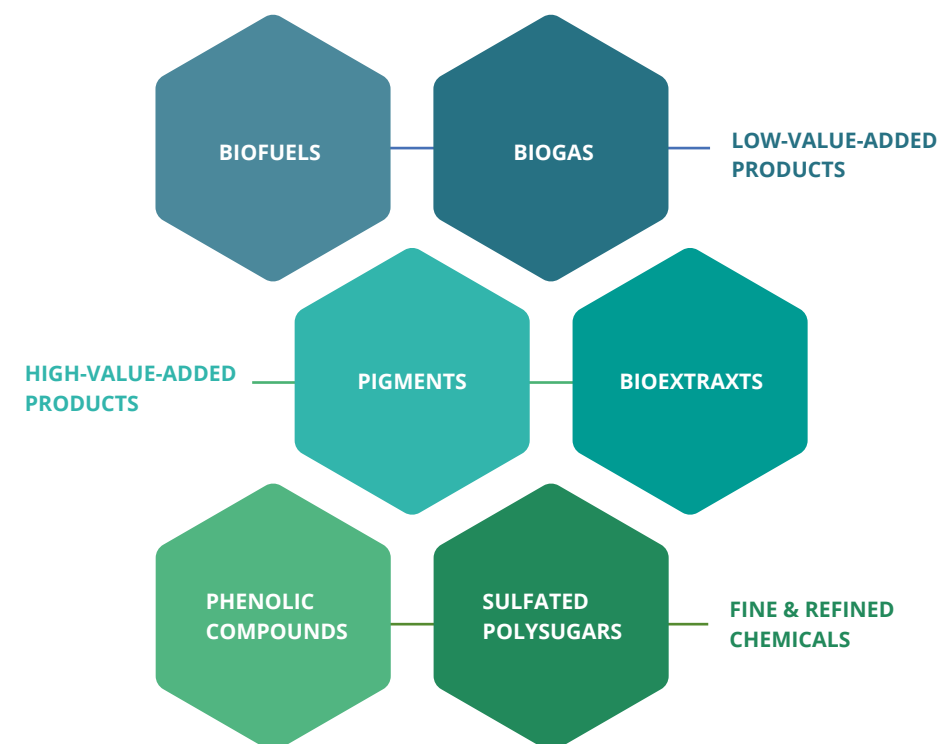 BIOFUELS
BIOGAS
LOW-VALUE-ADDED
PRODUCTS
HIGH-VALUE-ADDED
PRODUCTS
PIGMENTS
BIOEXTRAXTS
PHENOLIC
COMPOUNDS
SULFATED
POLYSUGARS
FINE & REFINED
CHEMICALS